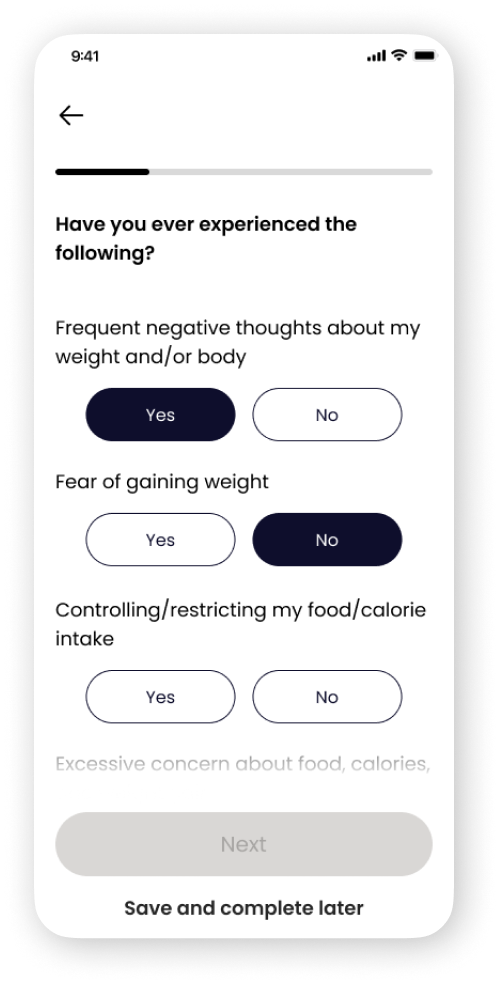 9:41
Have you ever experienced the
following?
Frequent negative thoughts about my
weight and/or body
Yes No
Fear of gaining weight
Yes No
Controlling/restricting my food/calorie
intake
Yes No
Excessive concern about food, calories,
Next
Save and complete later